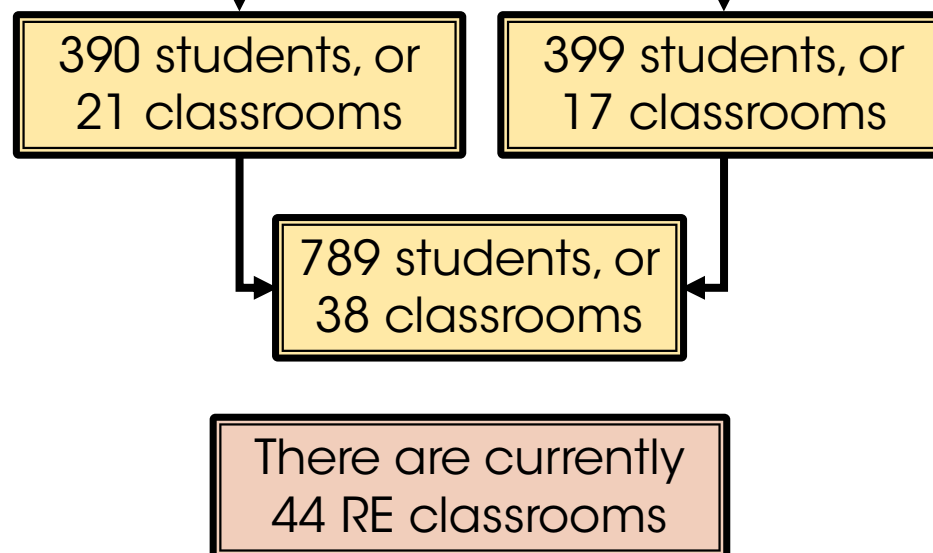 390 students, or
21 classrooms
399 students, or
17 classrooms
789 students, or
38 classrooms
There are currently
44 RE classrooms